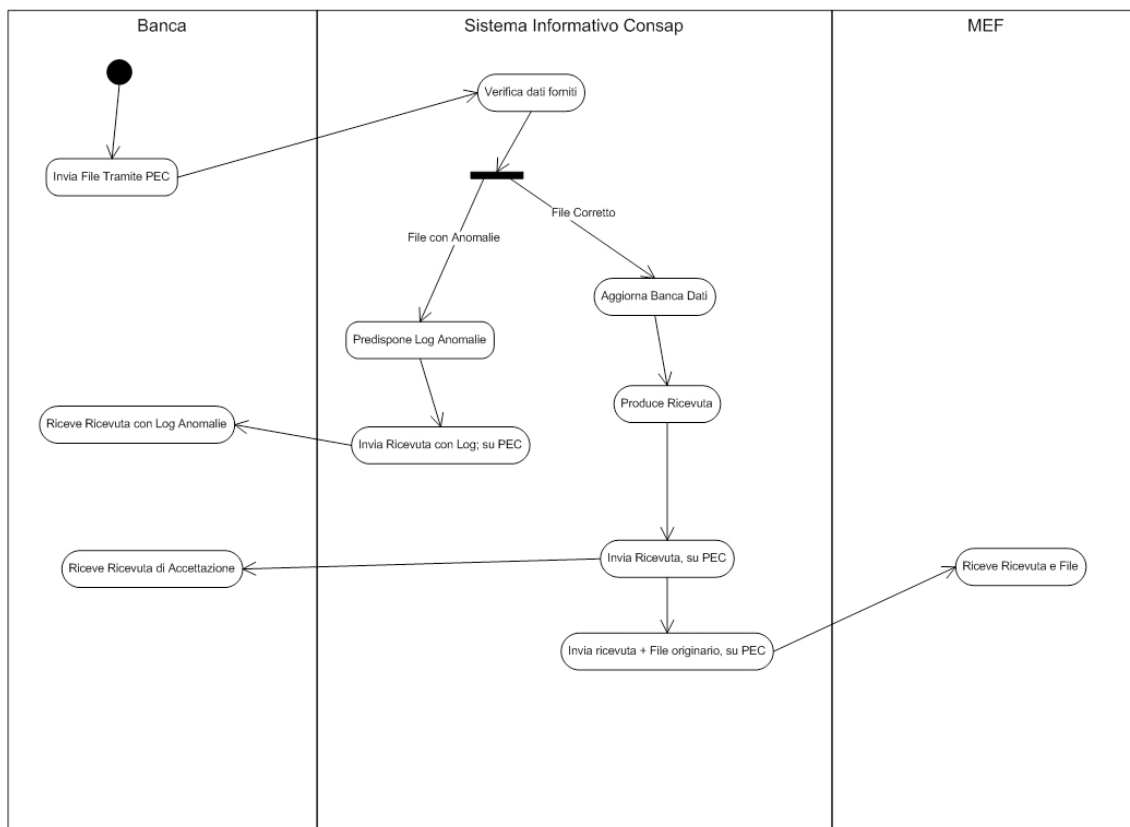 Banca
Sistema Informativo Consap
MEF
Verifica dati forniti
Invia File Tramite PEC
File Corretto
File con Anomalie
Aggiorna Banca Dati
Predispone Log Anomalie
Produce Ricevuta
Riceve Ricevuta con Log Anomalie
Invia Ricevuta con Log; su PEC
Invia Ricevuta, su PEC
Riceve Ricevuta di Accettazione
Riceve Ricevuta e File
Invia ricevuta + File originario, su PEC